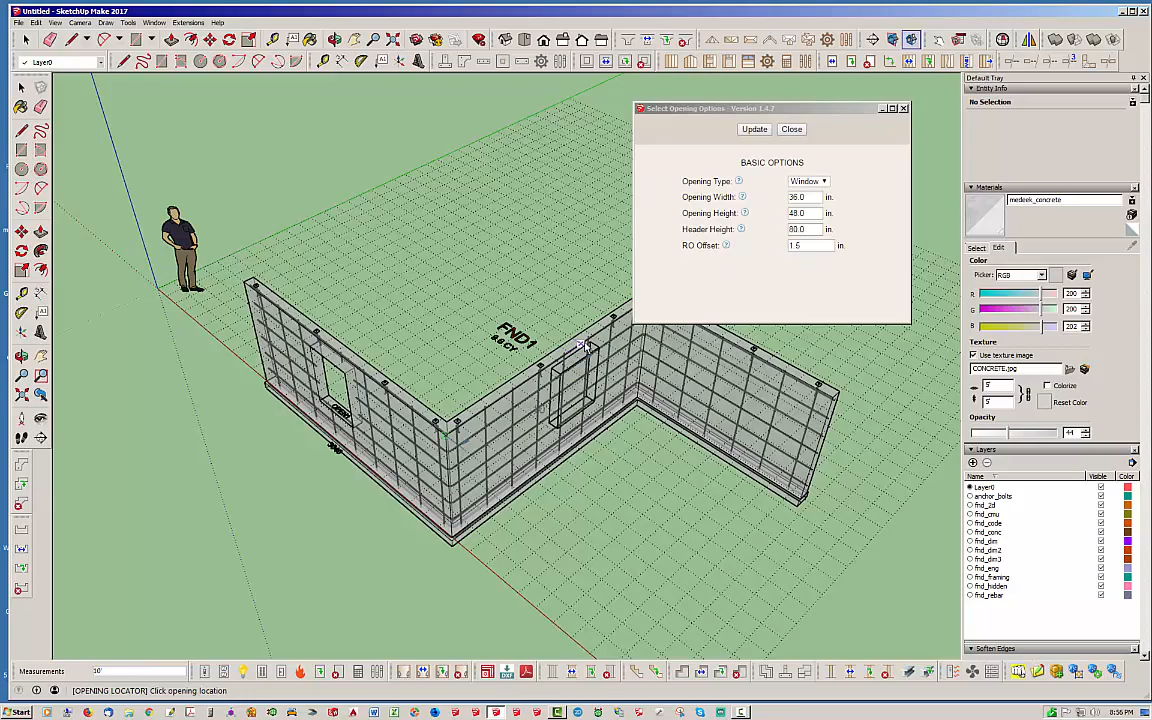 Untitled - SketchUp Make 2017
File Edit View Camera Draw Tools Window Extensions Help
Layer0
Select Opening Options - Version 1.4.7
Update Close
BASIC OPTIONS
Opening Type: Window
Opening Width: 36.0 in.
Opening Height: 48.0 in.
Header Height: 80.0 in.
RO Offset: 1.5 in.
FND1
Default Tray
Entity Info
No Selection
Materials
medeek_concrete
Select Edit
Color
Picker: RGB
R 200
G 200
B 202
Texture
Use texture image
CONCRETE.jpg
5' Colorize
5' Reset Color
Opacity
44
Layers
Name Visible Color
Layer0
anchor_bolts
fnd_2d
fnd_cmu
fnd_code
fnd_conc
fnd_dim
fnd_dim2
fnd_dim3
fnd_eng
fnd_framing
fnd_hidden
fnd_rebar
Soften Edges
Measurements 10'
[OPENING LOCATOR] Click opening location
Start
8:56 PM